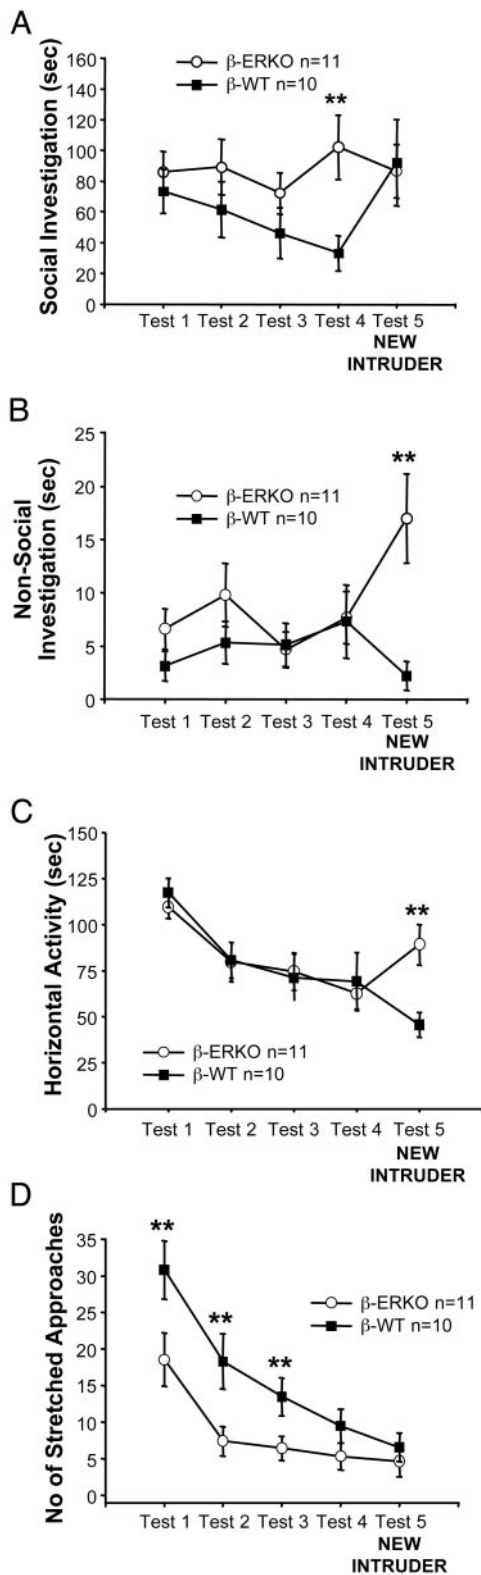 A
Social Investigation (sec)
160
140
120
100
80
60
40
20
0
β-ERKO n=11
β-WT n=10
**
Test 1 Test 2 Test 3 Test 4 Test 5
NEW
INTRUDER
B
Non-Social
Investigation (sec)
25
20
15
10
5
0
β-ERKO n=11
β-WT n=10
**
Test 1 Test 2 Test 3 Test 4 Test 5
NEW
INTRUDER
C
Horizontal Activity (sec)
150
125
100
75
50
25
0
**
β-ERKO n=11
β-WT n=10
Test 1 Test 2 Test 3 Test 4 Test 5
NEW
INTRUDER
D
No of Stretched Approaches
35
30
25
20
15
10
5
0
**
**
**
β-ERKO n=11
β-WT n=10
Test 1 Test 2 Test 3 Test 4 Test 5
NEW
INTRUDER